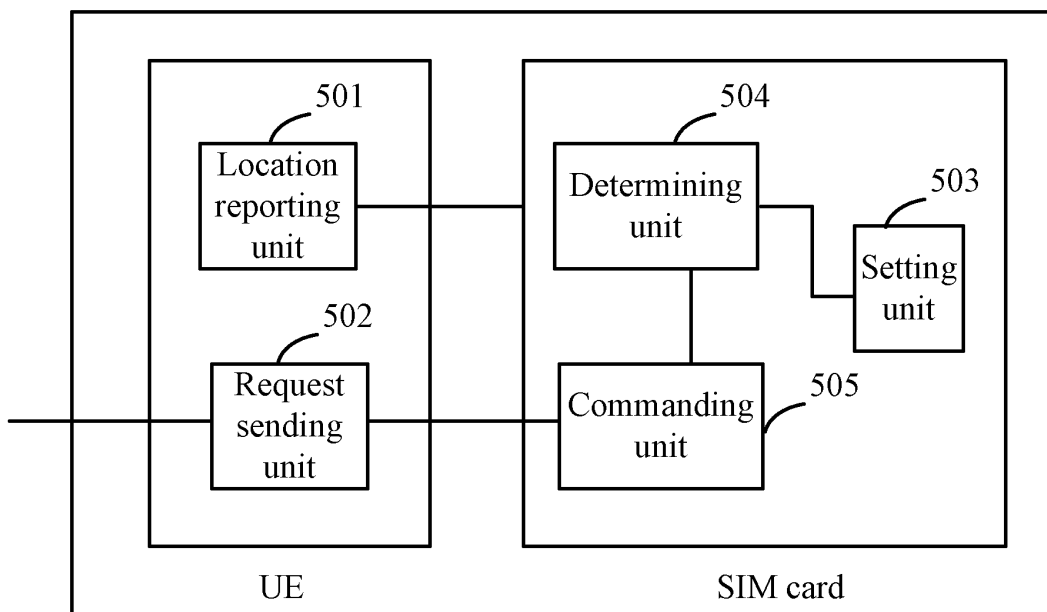 501
Location
reporting
unit
502
Request
sending
unit
UE
504
Determining
unit
503
Setting
unit
Commanding
unit
505
SIM card